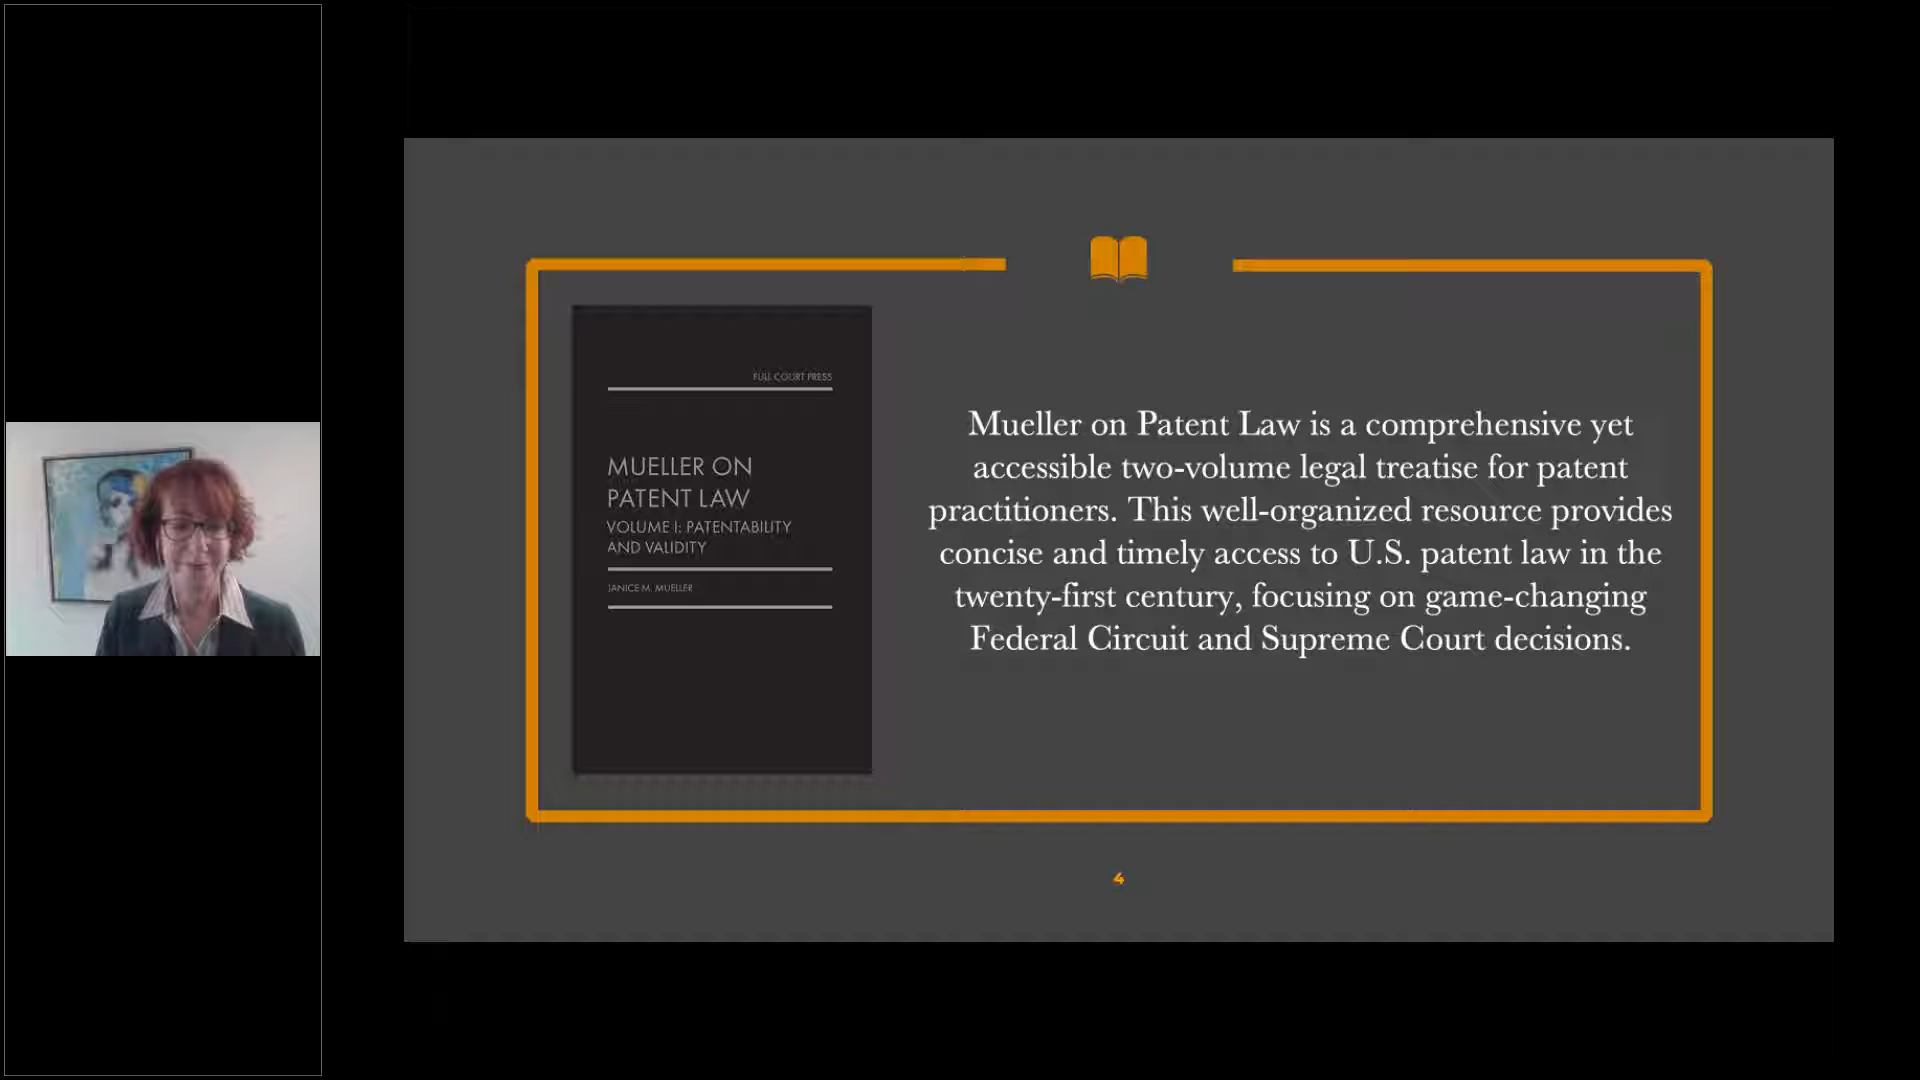 FULL COURT PRESS
MUELLER ON
PATENT LAW
VOLUME I: PATENTABILITY
AND VALIDITY
JANICE M. MUELLER
Mueller on Patent Law is a comprehensive yet
accessible two-volume legal treatise for patent
practitioners. This well-organized resource provides
concise and timely access to U.S. patent law in the
twenty-first century, focusing on game-changing
Federal Circuit and Supreme Court decisions.
4